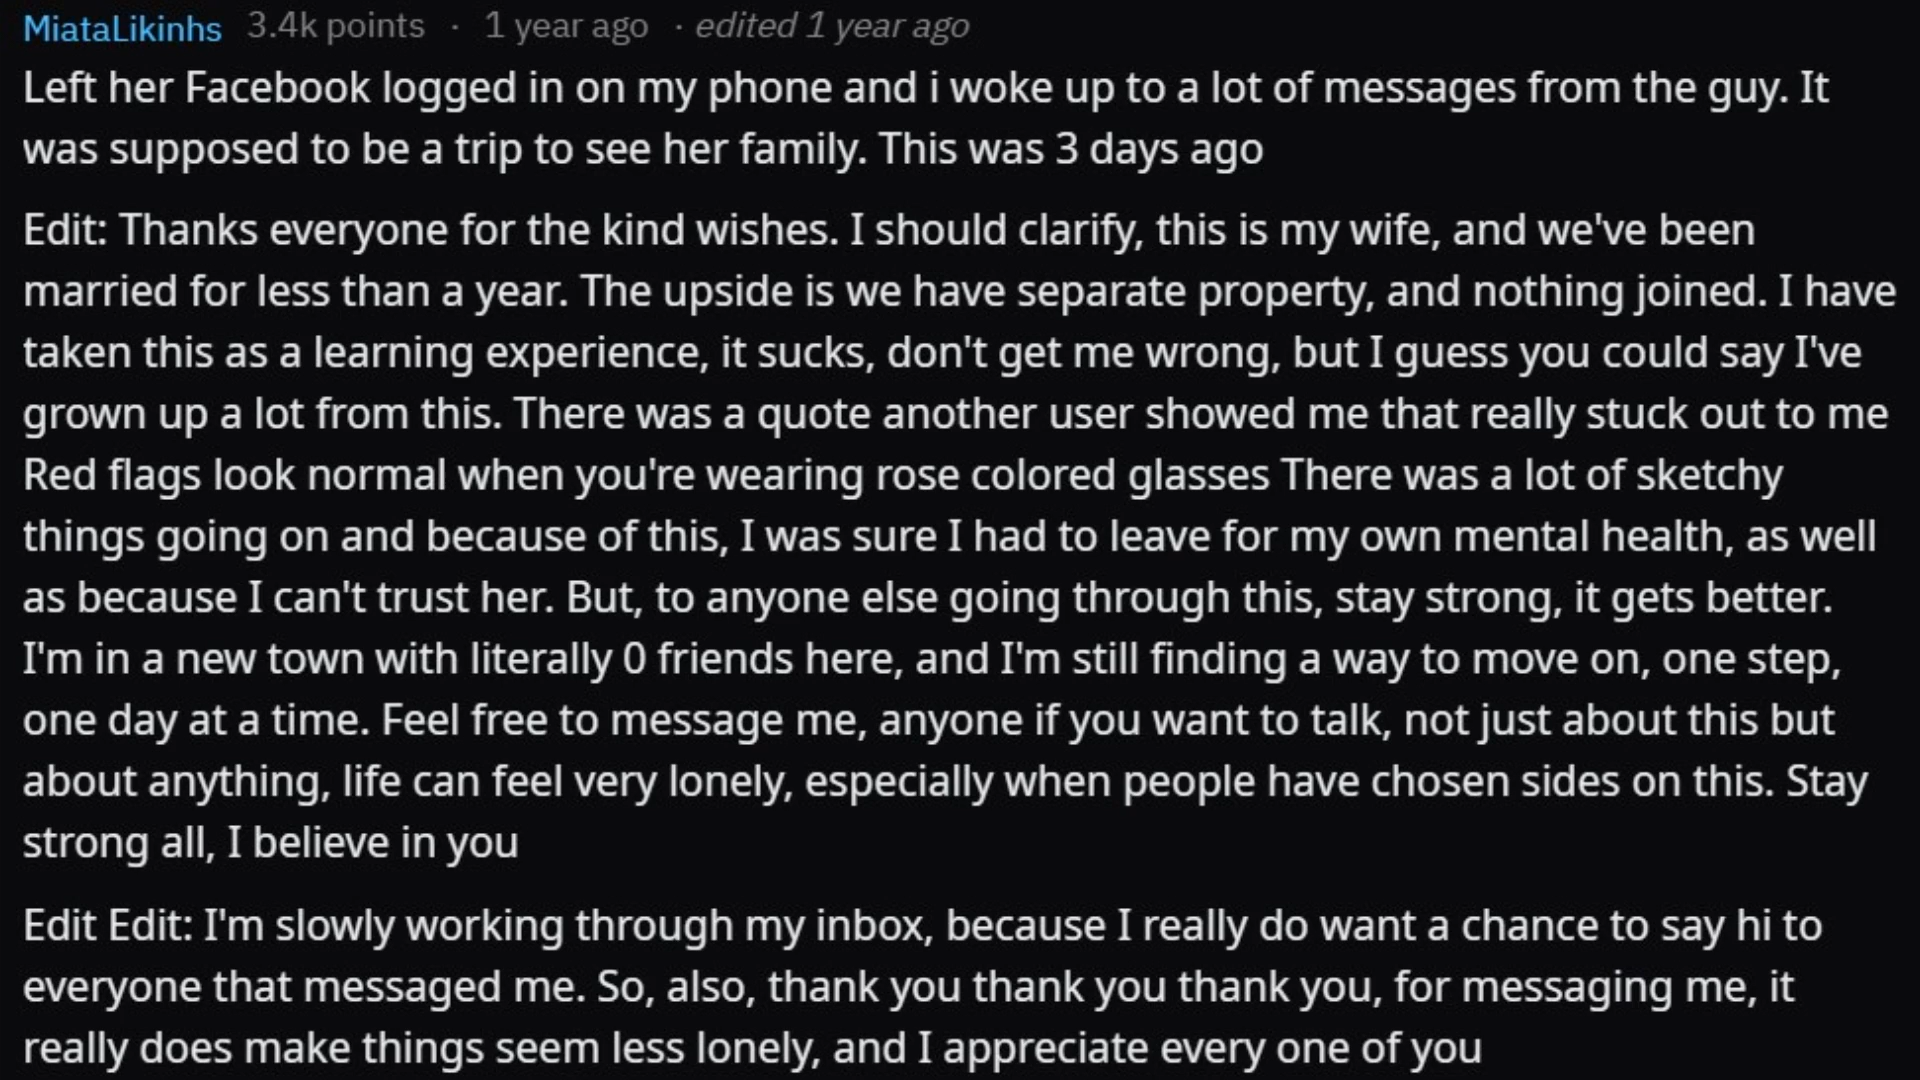 MiataLikinhs 3.4k points · 1 year ago · edited 1 year ago
Left her Facebook logged in on my phone and i woke up to a lot of messages from the guy. It
was supposed to be a trip to see her family. This was 3 days ago
Edit: Thanks everyone for the kind wishes. I should clarify, this is my wife, and we've been
married for less than a year. The upside is we have separate property, and nothing joined. I have
taken this as a learning experience, it sucks, don't get me wrong, but I guess you could say I've
grown up a lot from this. There was a quote another user showed me that really stuck out to me
Red flags look normal when you're wearing rose colored glasses There was a lot of sketchy
things going on and because of this, I was sure I had to leave for my own mental health, as well
as because I can't trust her. But, to anyone else going through this, stay strong, it gets better.
I'm in a new town with literally 0 friends here, and I'm still finding a way to move on, one step,
one day at a time. Feel free to message me, anyone if you want to talk, not just about this but
about anything, life can feel very lonely, especially when people have chosen sides on this. Stay
strong all, I believe in you
Edit Edit: I'm slowly working through my inbox, because I really do want a chance to say hi to
everyone that messaged me. So, also, thank you thank you thank you, for messaging me, it
really does make things seem less lonely, and I appreciate every one of you